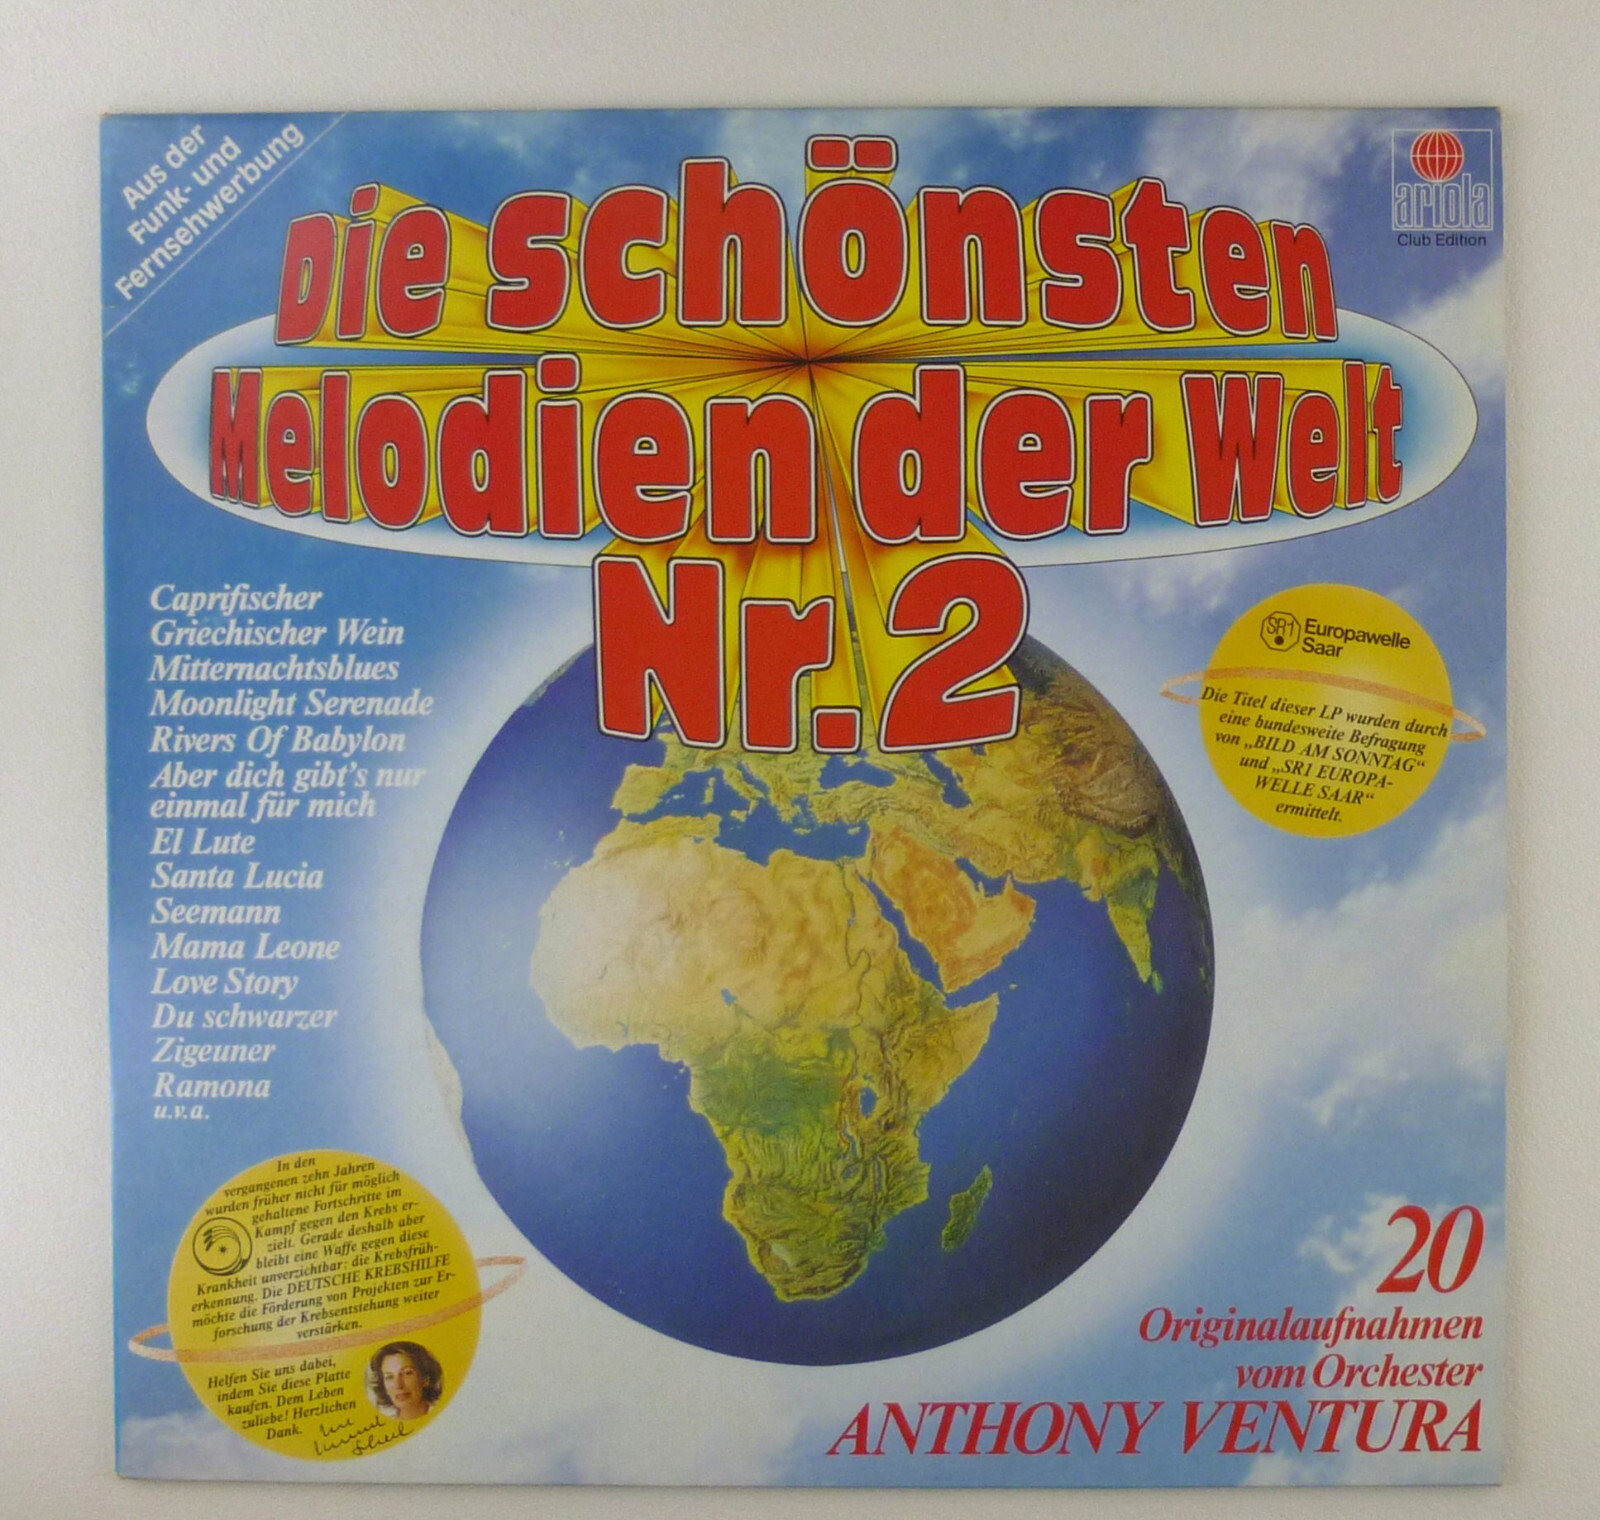 Aus der
Funk- und
Fernsehwerbung
Die schönsten
Melodien der Welt
Nr. 2
ariola
Club Edition
Caprifischer
Griechischer Wein
Mitternachtsblues
Moonlight Serenade
Rivers Of Babylon
Aber dich gibt's nur
einmal für mich
El Lute
Santa Lucia
Seemann
Mama Leone
Love Story
Du schwarzer
Zigeuner
Ramona
u.v.a.
SR1 Europawelle
Saar
Die Titel dieser LP wurden durch
eine bundesweite Befragung
von „BILD AM SONNTAG“
und „SR1 EUROPA-
WELLE SAAR“
ermittelt.
In den
vergangenen zehn Jahren
wurden früher nicht für möglich
gehaltene Fortschritte im
Kampf gegen den Krebs er-
zielt. Gerade deshalb aber
bleibt eine Waffe gegen diese
Krankheit unverzichtbar: die Krebsfrüh-
erkennung. Die DEUTSCHE KREBSHILFE
möchte die Förderung von Projekten zur Er-
forschung der Krebsentstehung weiter
verstärken.
Helfen Sie uns dabei,
indem Sie diese Platte
kaufen. Dem Leben
zuliebe! Herzlichen
Dank.
20
Originalaufnahmen
vom Orchester
ANTHONY VENTURA